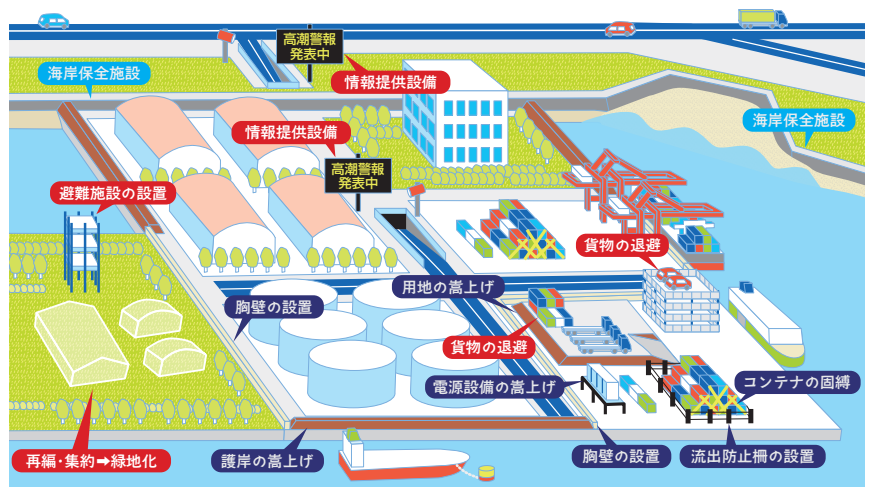 高潮警報
発表中
海岸保全施設
情報提供設備
海岸保全施設
情報提供設備
高潮警報
発表中
避難施設の設置
貨物の退避
用地の嵩上げ
胸壁の設置
貨物の退避
電源設備の嵩上げ
コンテナの固縛
再編・集約➡緑地化
護岸の嵩上げ
胸壁の設置
流出防止柵の設置